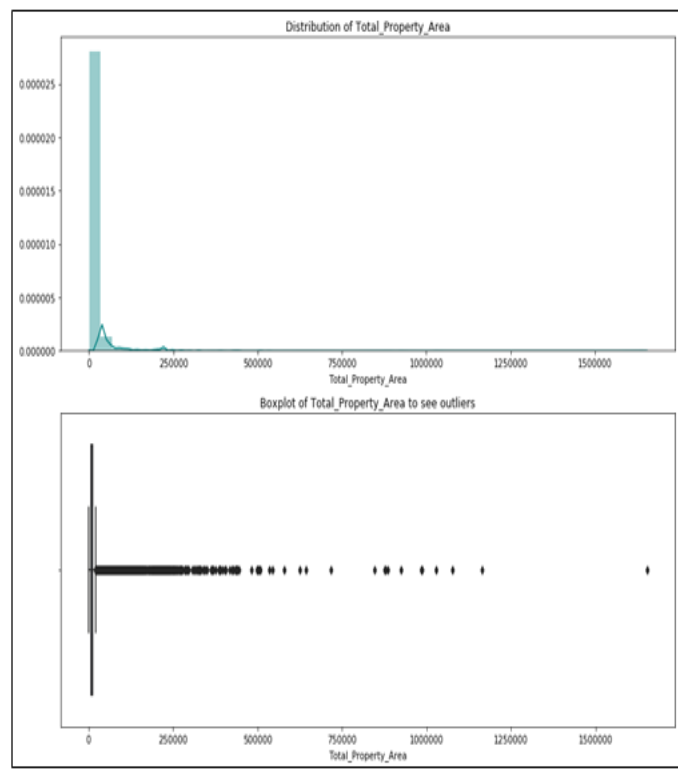 Distribution of Total_Property_Area
0.000025
0.000020
0.000015
0.000010
0.000005
0.000000
0 250000 500000 750000 1000000 1250000 1500000
Total_Property_Area
Boxplot of Total_Property_Area to see outliers
0 250000 500000 750000 1000000 1250000 1500000
Total_Property_Area